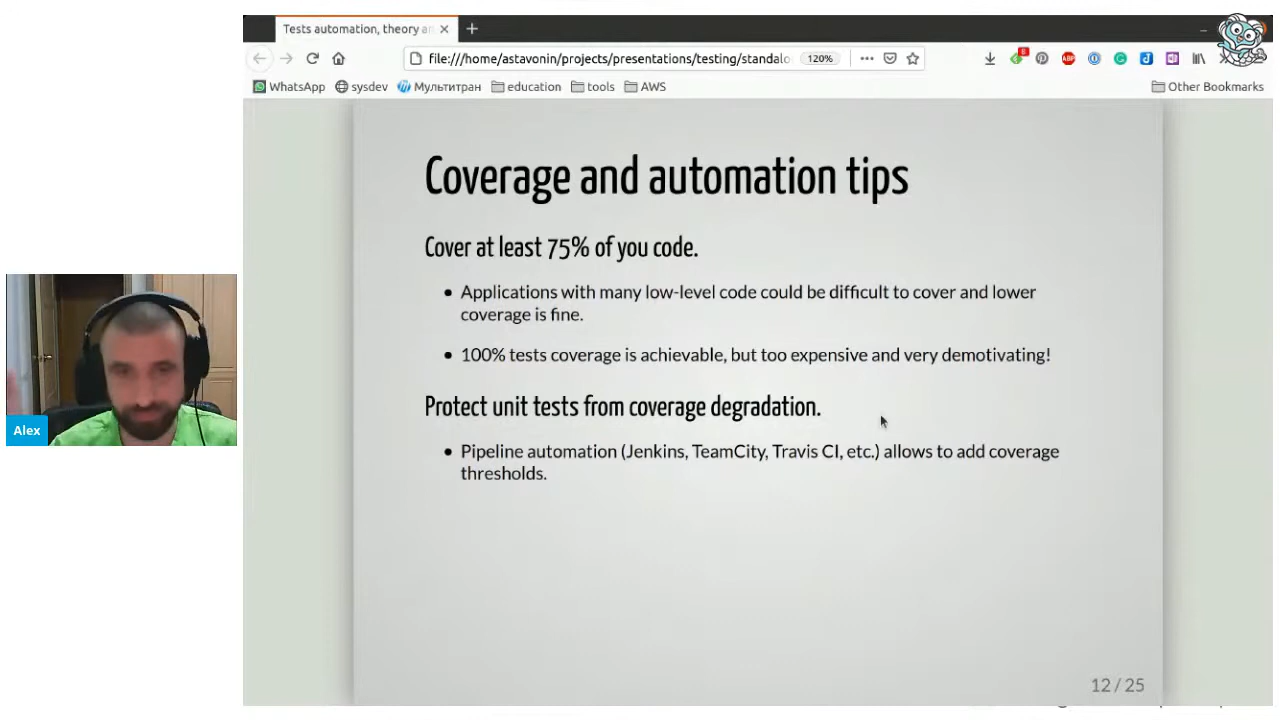 Tests automation, theory an
file:///home/astavonin/projects/presentations/testing/standalo
120%
WhatsApp sysdev Мультитран education tools AWS Other Bookmarks
Coverage and automation tips
Cover at least 75% of you code.
Applications with many low-level code could be difficult to cover and lower
coverage is fine.
100% tests coverage is achievable, but too expensive and very demotivating!
Protect unit tests from coverage degradation.
Pipeline automation (Jenkins, TeamCity, Travis CI, etc.) allows to add coverage
thresholds.
Alex
12 / 25